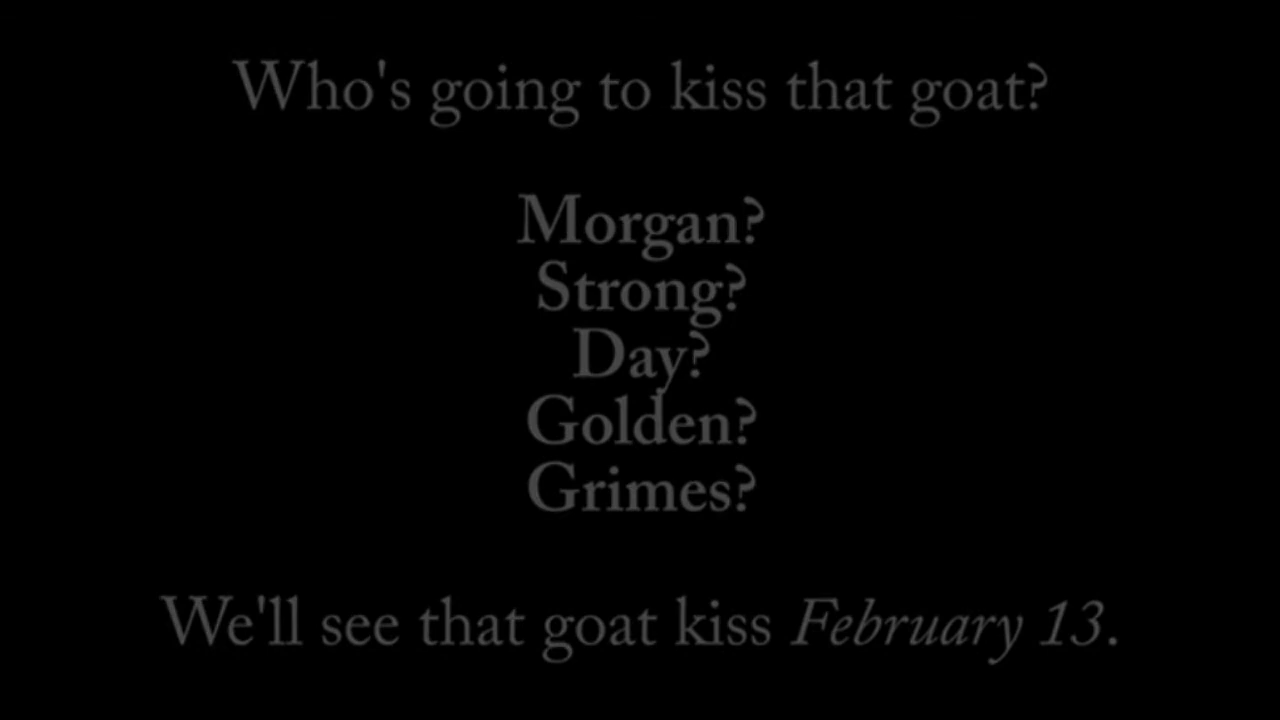 Who's going to kiss that goat?
Morgan?
Strong?
Day?
Golden?
Grimes?
We'll see that goat kiss February 13.